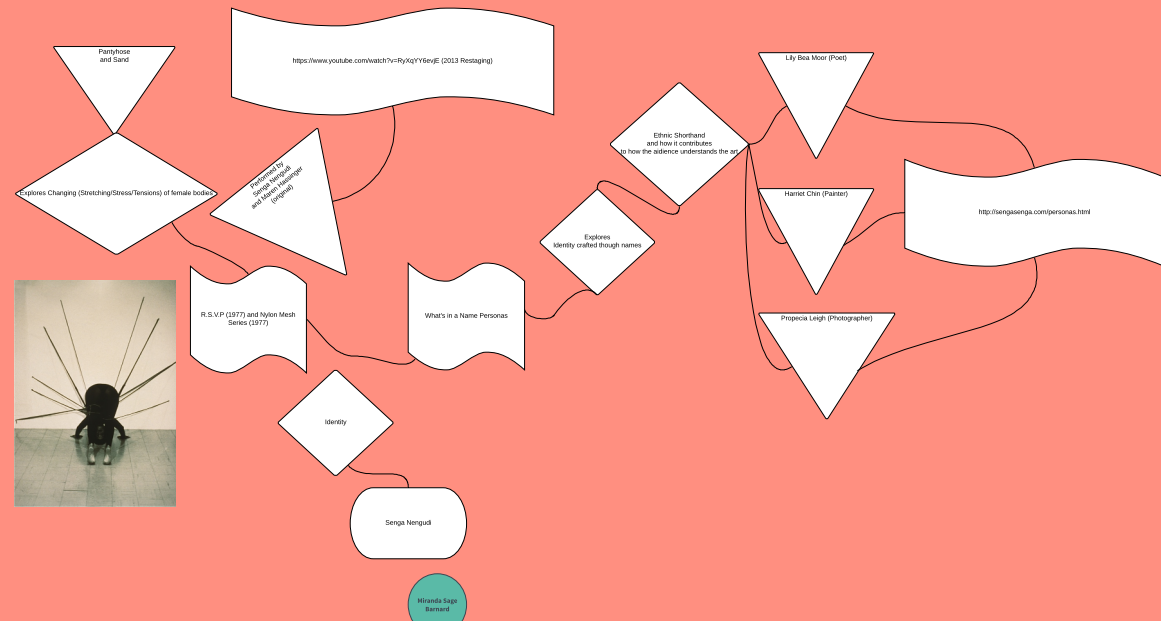 Pantyhose
and Sand
https://www.youtube.com/watch?v=RyXqYY6evjE (2013 Restaging)
Explores Changing (Stretching/Stress/Tensions) of female bodies
Performed by
Senga Nengudi
and Maren Hassinger
(original)
R.S.V.P (1977) and Nylon Mesh
Series (1977)
What's in a Name Personas
Identity
Senga Nengudi
Miranda Sage
Barnard
Explores
Identity crafted though names
Ethnic Shorthand
and how it contributes
to how the aidience understands the art
Lily Bea Moor (Poet)
Harriet Chin (Painter)
Propecia Leigh (Photographer)
http://sengasenga.com/personas.html